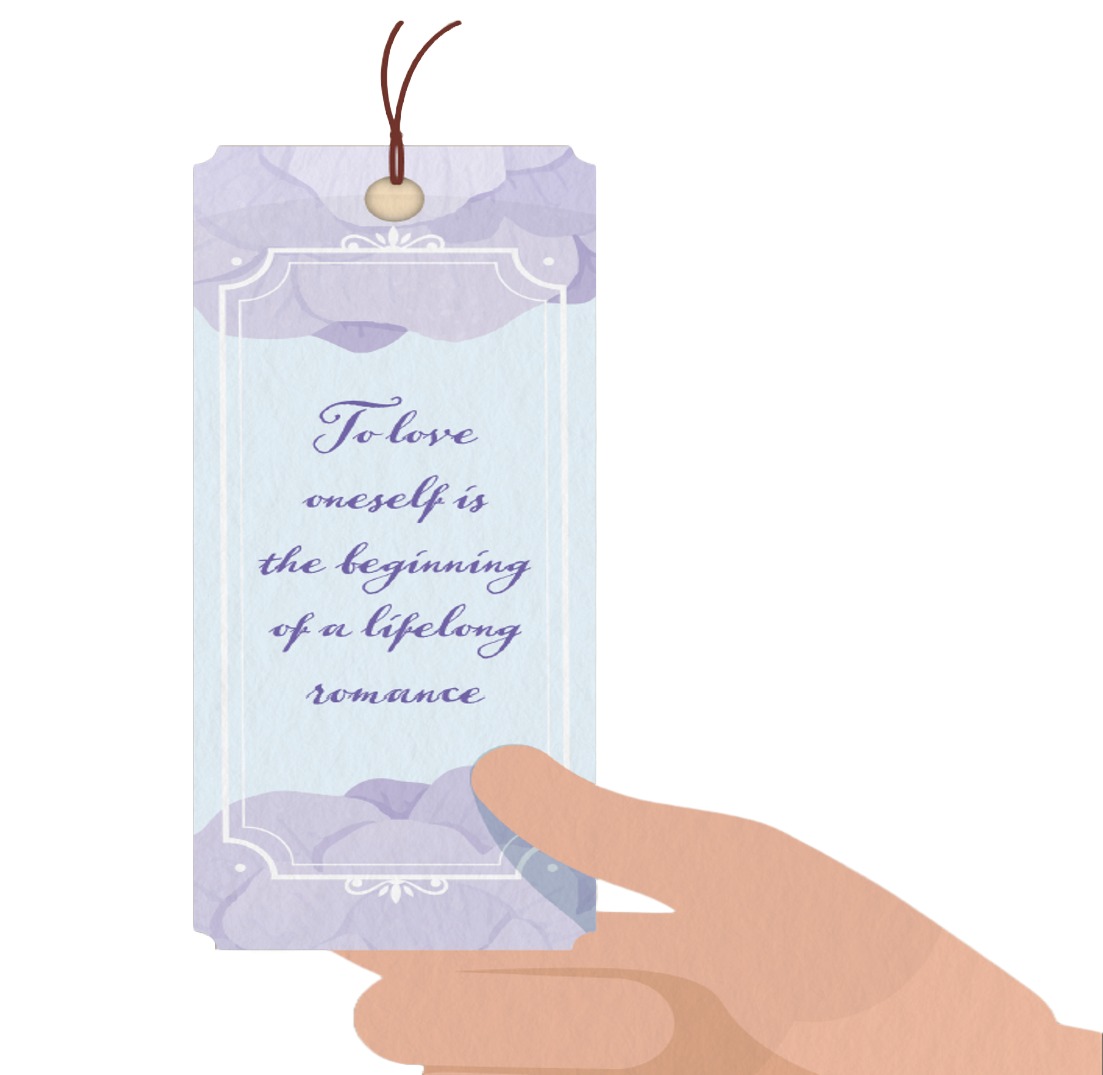 To love
oneself is
the beginning
of a lifelong
romance